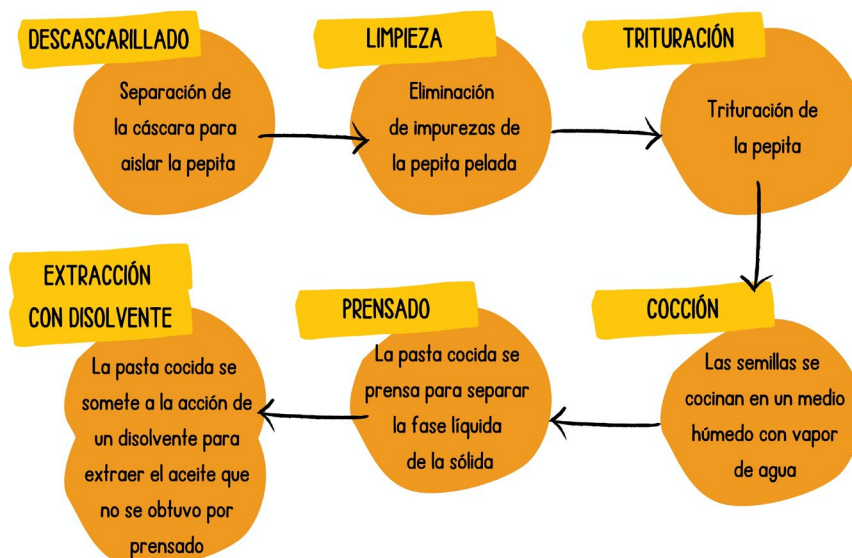 DESCASCARILLADO
Separación de
la cáscara para
aislar la pepita
LIMPIEZA
Eliminación
de impurezas de
la pepita pelada
TRITURACIÓN
Trituración de
la pepita
COCCIÓN
Las semillas se
cocinan en un medio
húmedo con vapor
de agua
PRENSADO
La pasta cocida se
prensa para separar
la fase líquida
de la sólida
EXTRACCIÓN
CON DISOLVENTE
La pasta cocida se
somete a la acción de
un disolvente para
extraer el aceite que
no se obtuvo por
prensado